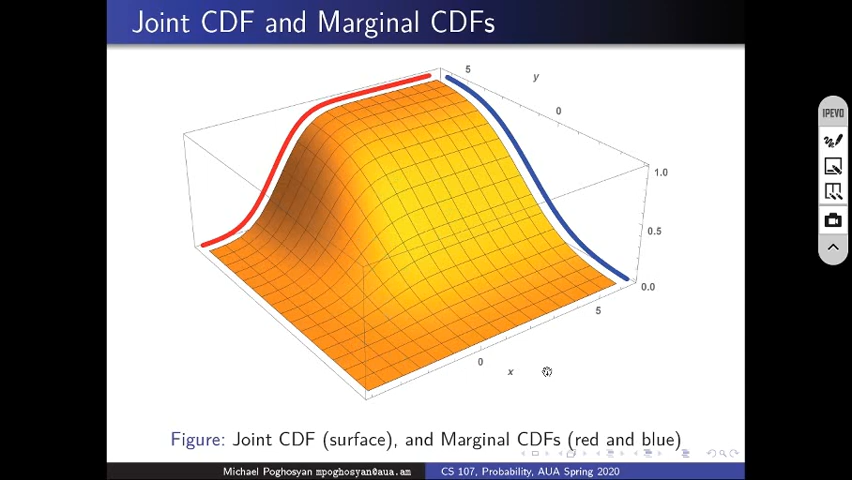 Joint CDF and Marginal CDFs
5
y
0
1.0
0.5
0.0
5
0
x
Figure: Joint CDF (surface), and Marginal CDFs (red and blue)
Michael Poghosyan mpoghosyan@aua.am CS 107, Probability, AUA Spring 2020
IPEVO